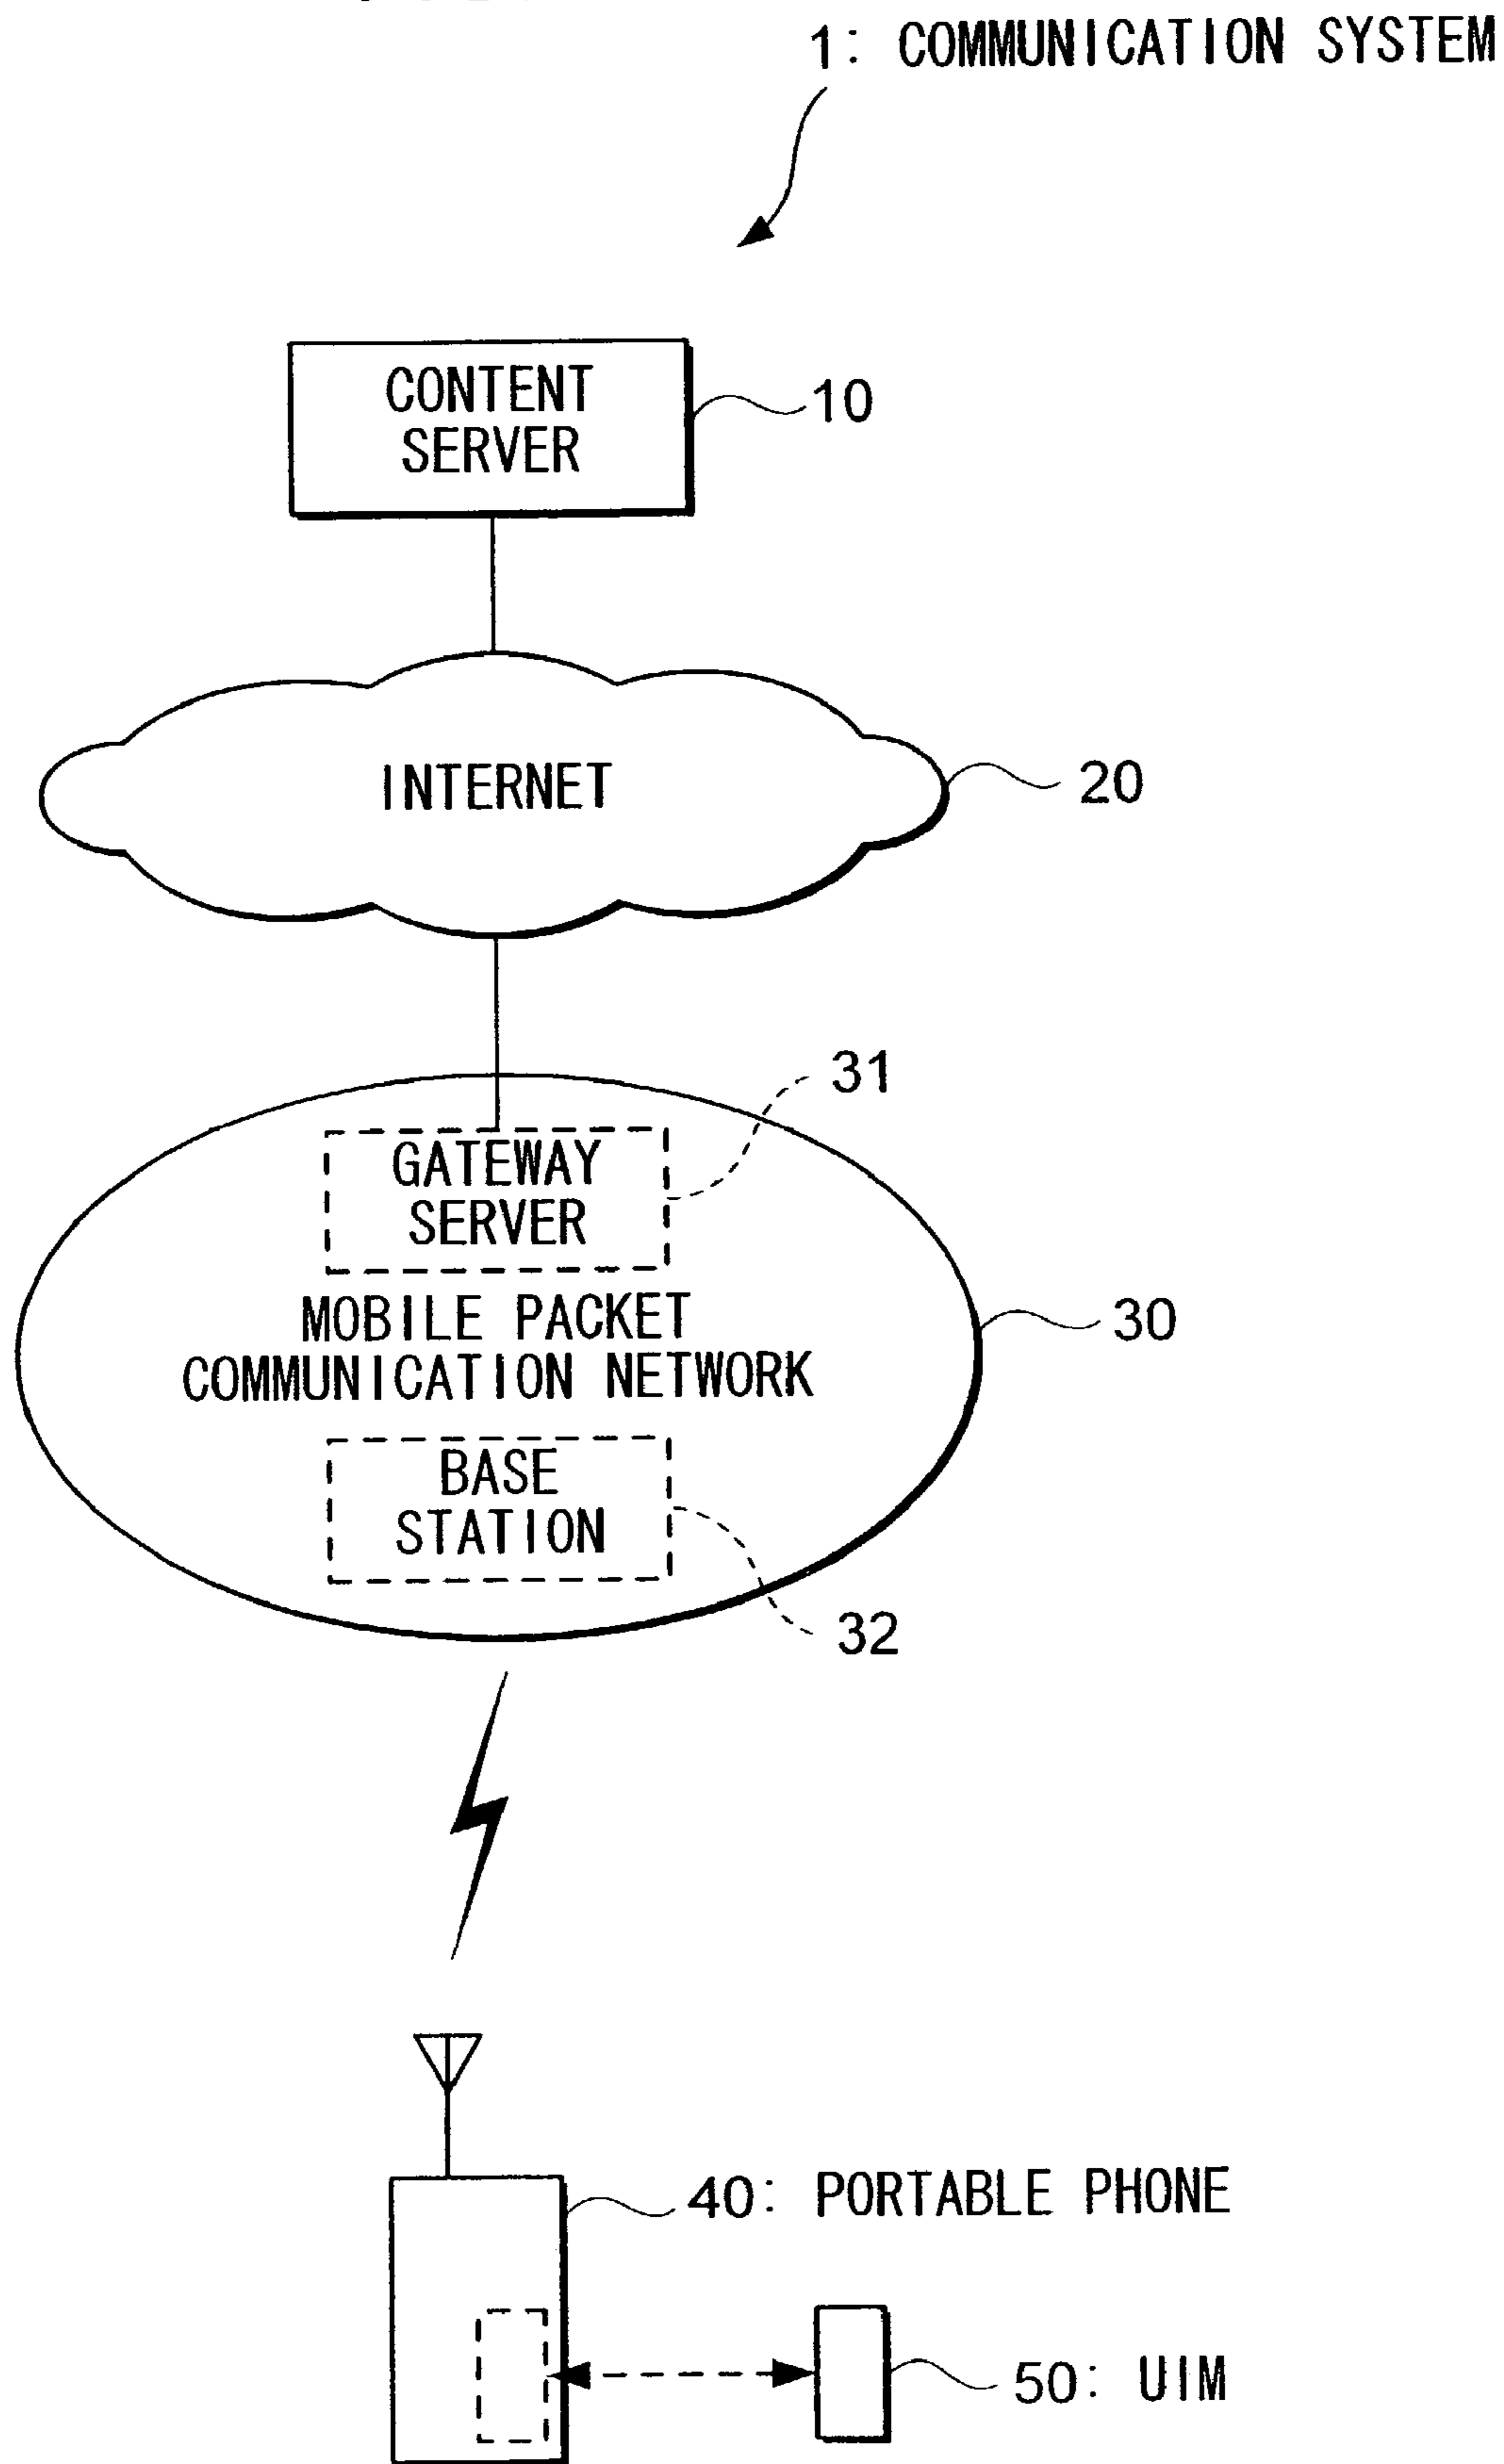 1: COMMUNICATION SYSTEM
CONTENT
SERVER
10
INTERNET
20
31
GATEWAY
SERVER
MOBILE PACKET
COMMUNICATION NETWORK
30
BASE
STATION
32
40: PORTABLE PHONE
50: UIM